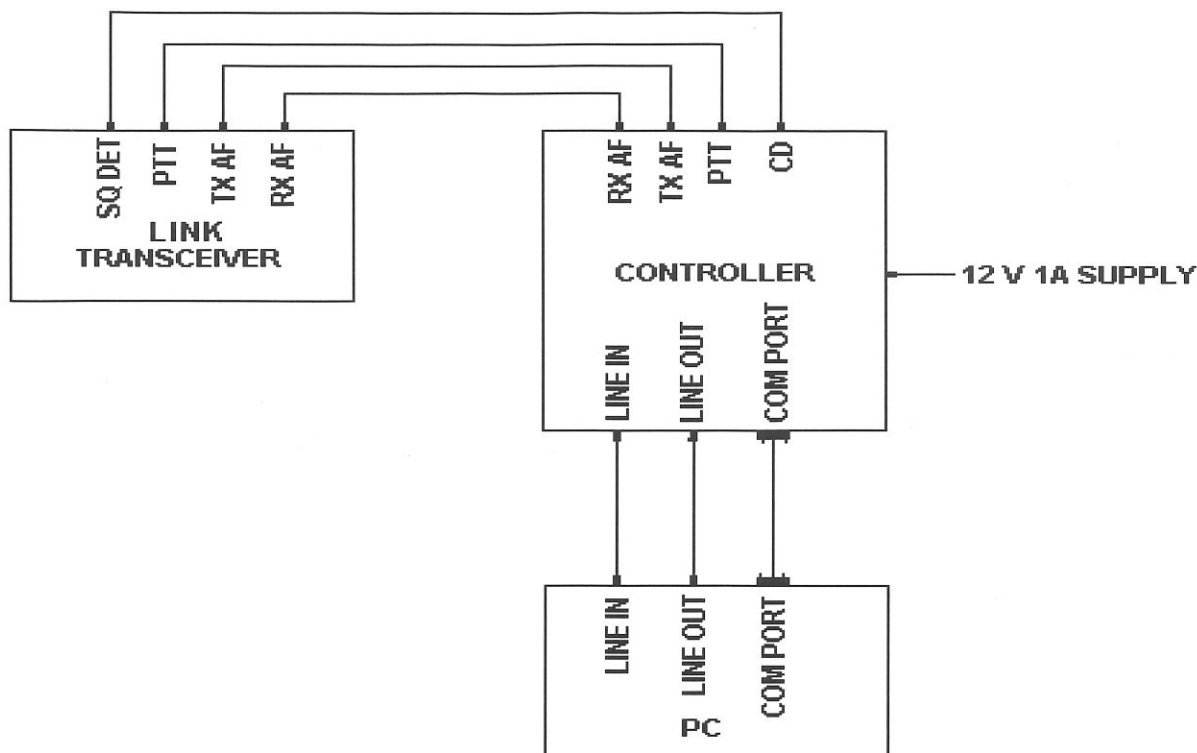 SQ DET
PTT
TX AF
RX AF
LINK
TRANSCEIVER
RX AF
TX AF
PTT
CD
CONTROLLER
12 V 1A SUPPLY
LINE IN
LINE OUT
COM PORT
LINE IN
LINE OUT
COM PORT
PC